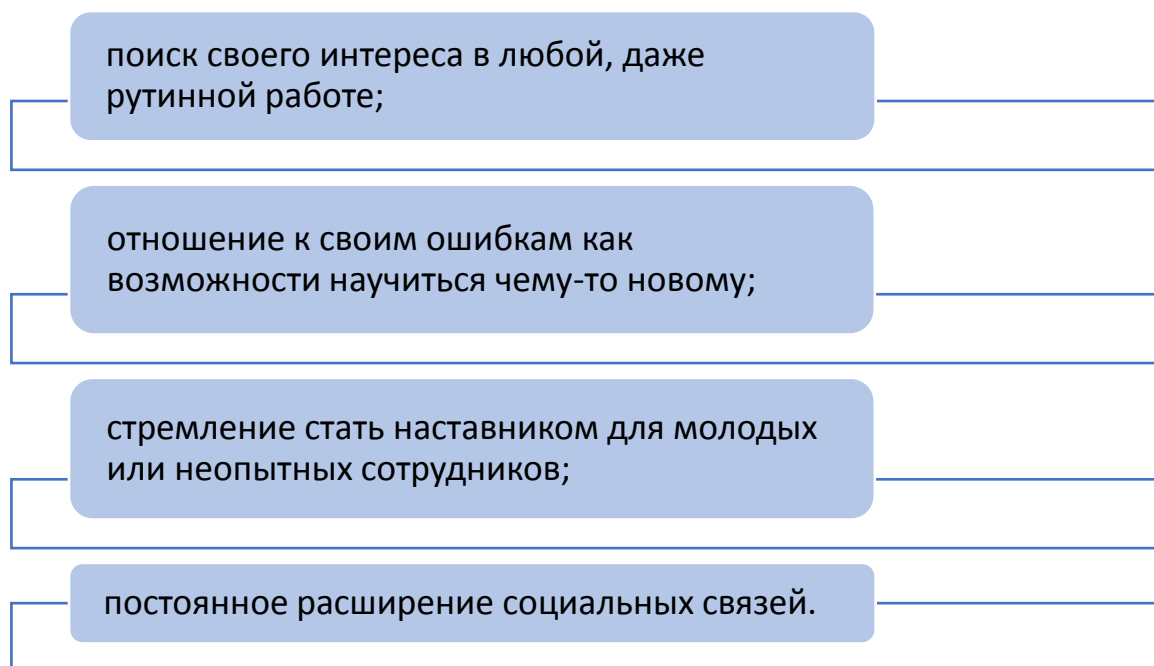 поиск своего интереса в любой, даже
рутинной работе;
отношение к своим ошибкам как
возможности научиться чему-то новому;
стремление стать наставником для молодых
или неопытных сотрудников;
постоянное расширение социальных связей.